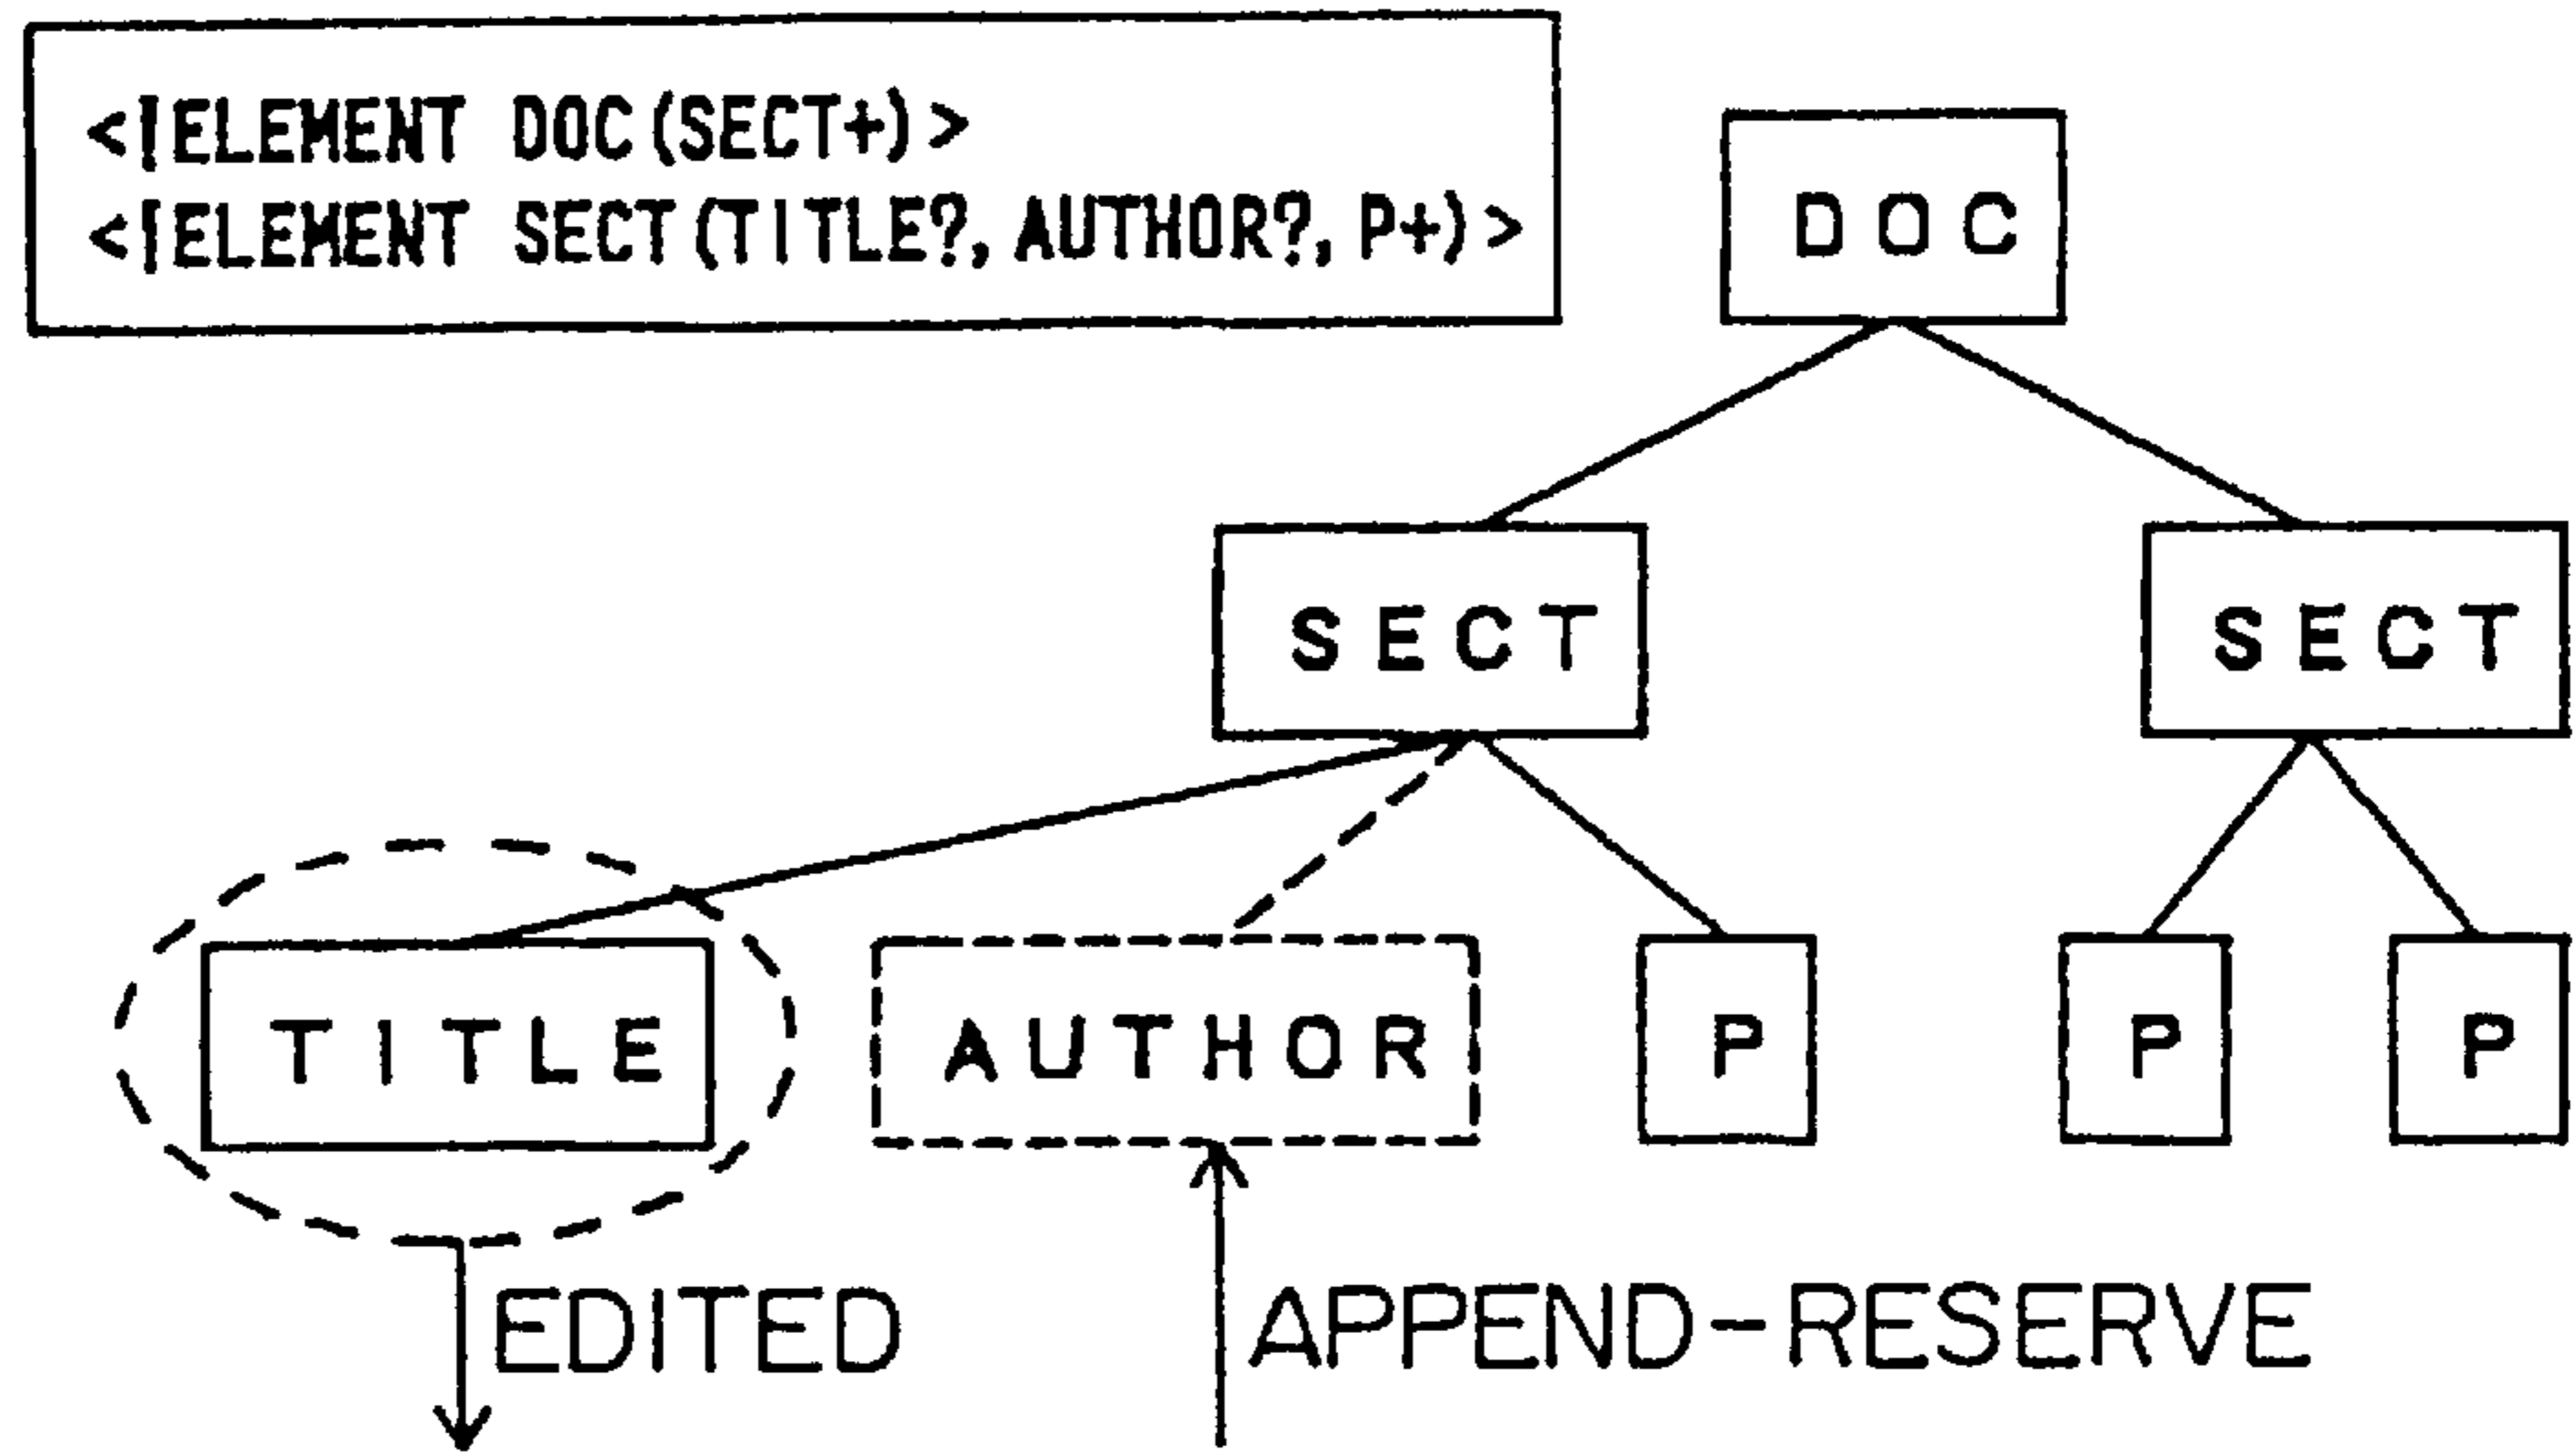 <!ELEMENT DOC(SECT+)>
<!ELEMENT SECT(TITLE?, AUTHOR?, P+)>
DOC
SECT SECT
TITLE AUTHOR P P P
EDITED APPEND-RESERVE